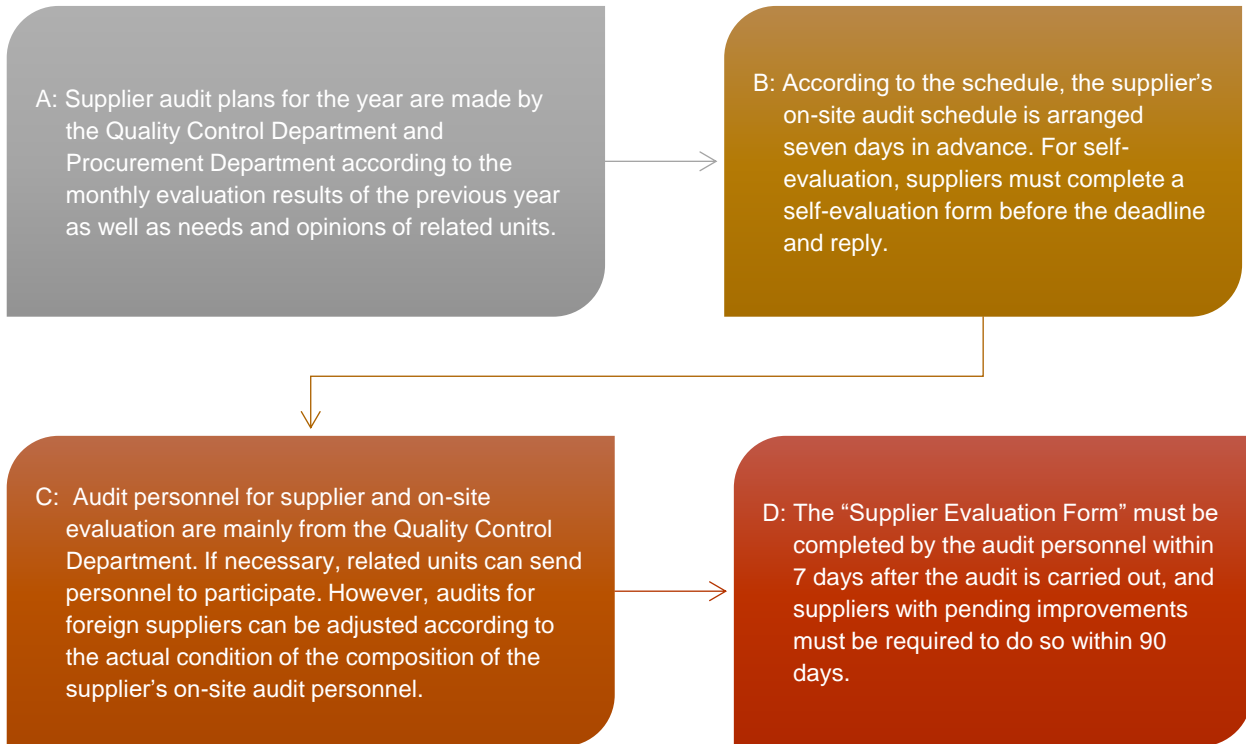 A: Supplier audit plans for the year are made by
the Quality Control Department and
Procurement Department according to the
monthly evaluation results of the previous year
as well as needs and opinions of related units.
B: According to the schedule, the supplier’s
on-site audit schedule is arranged
seven days in advance. For self-
evaluation, suppliers must complete a
self-evaluation form before the deadline
and reply.
C: Audit personnel for supplier and on-site
evaluation are mainly from the Quality Control
Department. If necessary, related units can send
personnel to participate. However, audits for
foreign suppliers can be adjusted according to
the actual condition of the composition of the
supplier’s on-site audit personnel.
D: The “Supplier Evaluation Form” must be
completed by the audit personnel within
7 days after the audit is carried out, and
suppliers with pending improvements
must be required to do so within 90
days.